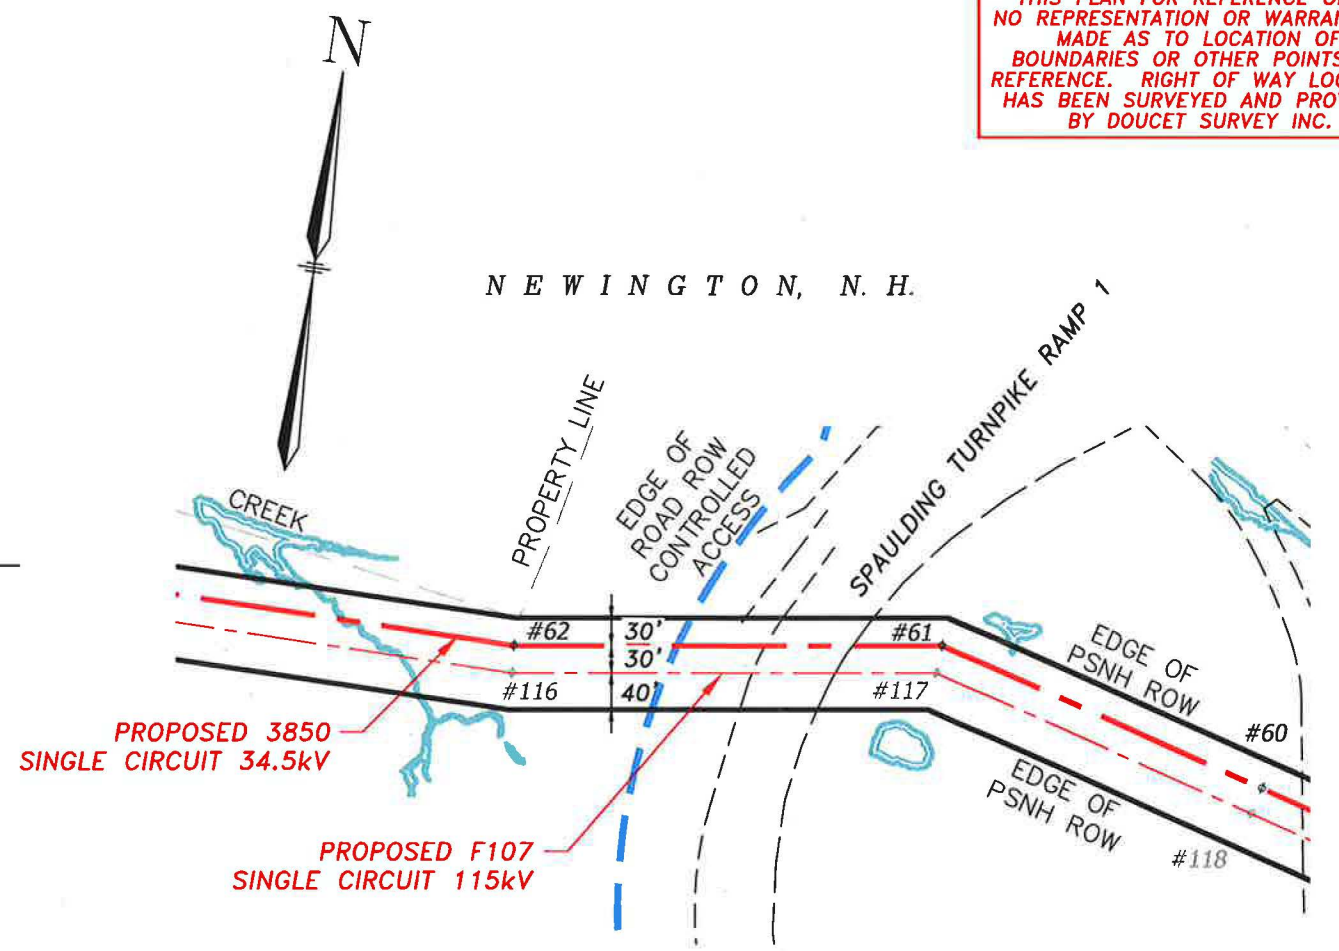 NO REPRESENTATION OR
MADE AS TO LOCATION OF
BOUNDARIES OR OTHER POINTS
REFERENCE. RIGHT OF WAY
HAS BEEN SURVEYED AND
BY DOUCET SURVEY INC.
N
NEWINGTON, N. H.
SPAULDING TURNPIKE RAMP 1
PROPERTY LINE
EDGE OF
ROAD ROW
CONTROLLED
ACCESS
CREEK
#62
30'
#61
30'
#116
40'
#117
EDGE OF
PSNH ROW
#60
PROPOSED 3850
SINGLE CIRCUIT 34.5kV
EDGE OF
PSNH ROW
#118
PROPOSED F107
SINGLE CIRCUIT 115kV